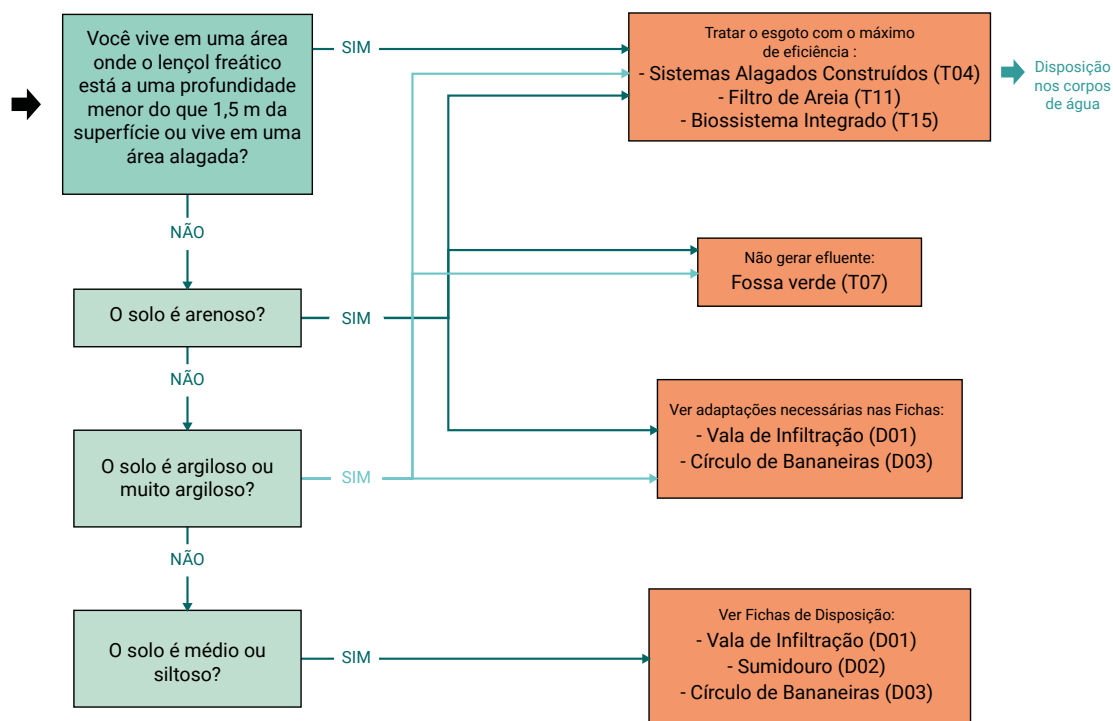 Você vive em uma área
onde o lençol freático
está a uma profundidade
menor do que 1,5 m da
superfície ou vive em uma
área alagada?
SIM
Tratar o esgoto com o máximo
de eficiência :
- Sistemas Alagados Construídos (T04)
- Filtro de Areia (T11)
- Biossistema Integrado (T15)
Disposição
nos corpos
de água
NÃO
Não gerar efluente:
Fossa verde (T07)
O solo é arenoso?
SIM
NÃO
Ver adaptações necessárias nas Fichas:
- Vala de Infiltração (D01)
- Círculo de Bananeiras (D03)
O solo é argiloso ou
muito argiloso?
SIM
NÃO
Ver Fichas de Disposição:
- Vala de Infiltração (D01)
- Sumidouro (D02)
- Círculo de Bananeiras (D03)
O solo é médio ou
siltoso?
SIM